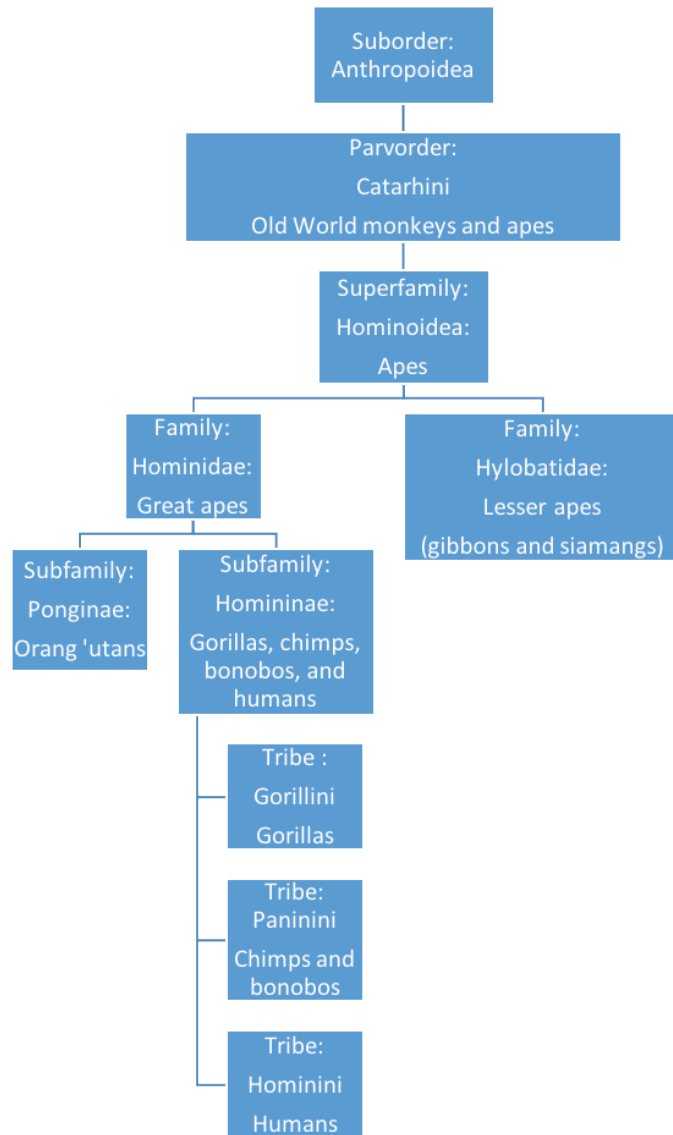 Suborder:
Anthropoidea
Parvorder:
Catarhini
Old World monkeys and apes
Superfamily:
Hominoidea:
Apes
Family:
Hominidae:
Great apes
Family:
Hylobatidae:
Lesser apes
(gibbons and siamangs)
Subfamily:
Ponginae:
Orang 'utans
Subfamily:
Homininae:
Gorillas, chimps,
bonobos, and
humans
Tribe :
Gorillini
Gorillas
Tribe:
Paninini
Chimps and
bonobos
Tribe:
Hominini
Humans